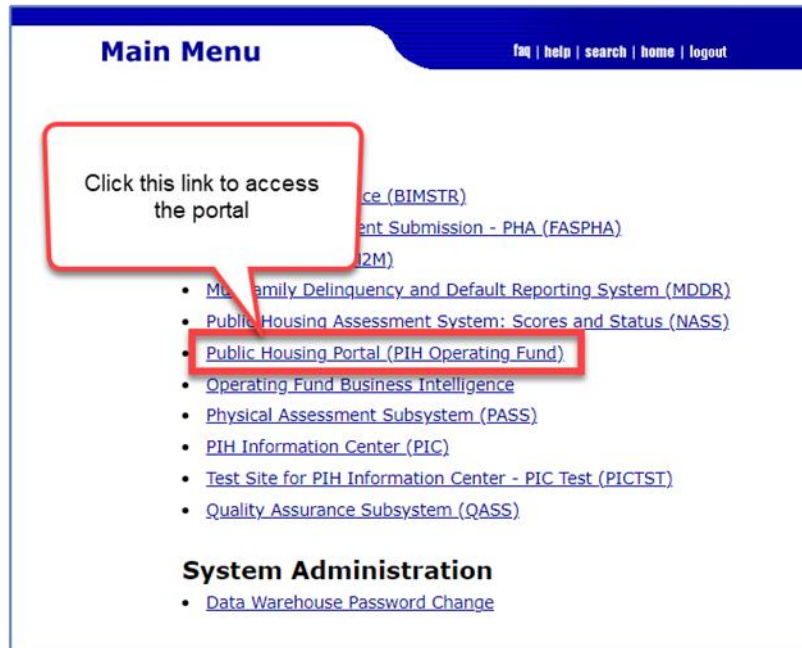 Main Menu
faq | help | search | home | logout
Click this link to access
the portal
ce (BIMSTR)
ent Submission - PHA (FASPHA)
2M)
Family Delinquency and Default Reporting System (MDDR)
Public Housing Assessment System: Scores and Status (NASS)
Public Housing Portal (PIH Operating Fund)
Operating Fund Business Intelligence
Physical Assessment Subsystem (PASS)
PIH Information Center (PIC)
Test Site for PIH Information Center - PIC Test (PICTST)
Quality Assurance Subsystem (QASS)
System Administration
Data Warehouse Password Change